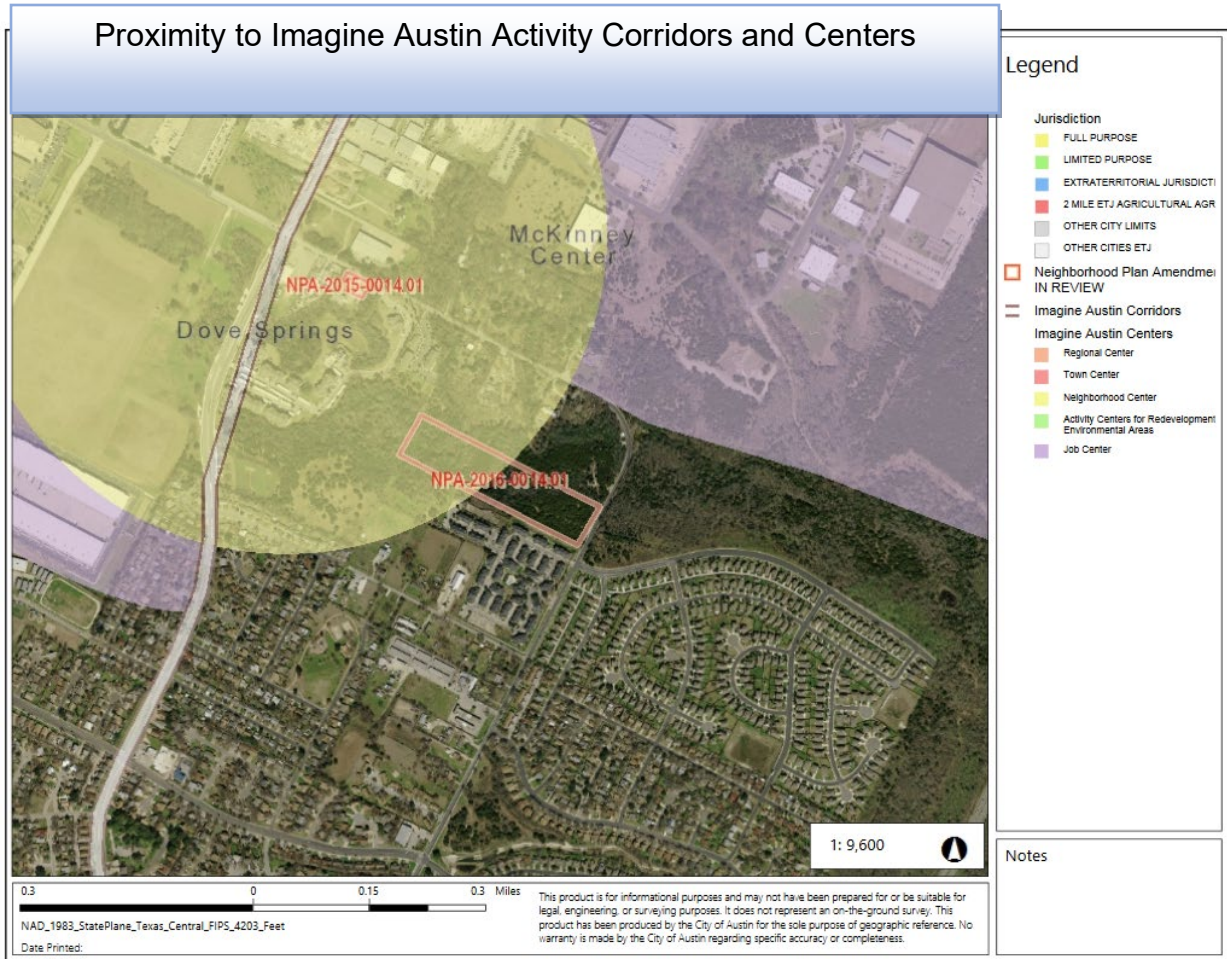 Proximity to Imagine Austin Activity Corridors and Centers
McKinney
Center
NPA-2015-0014.01
Dove Springs
NPA-2016-0014.01
1: 9,600
Legend
Jurisdiction
FULL PURPOSE
LIMITED PURPOSE
EXTRATERRITORIAL JURISDICTI
2 MILE ETJ AGRICULTURAL AGR
OTHER CITY LIMITS
OTHER CITIES ETJ
Neighborhood Plan Amendmei
IN REVIEW
Imagine Austin Corridors
Imagine Austin Centers
Regional Center
Town Center
Neighborhood Center
Activity Centers for Redevelopment
Environmental Areas
Job Center
Notes
0.3 0 0.15 0.3 Miles
NAD_1983_StatePlane_Texas_Central_FIPS_4203_Feet
Date Printed:
This product is for informational purposes and may not have been prepared for or be suitable for
legal, engineering, or surveying purposes. It does not represent an on-the-ground survey. This
product has been produced by the City of Austin for the sole purpose of geographic reference. No
warranty is made by the City of Austin regarding specific accuracy or completeness.